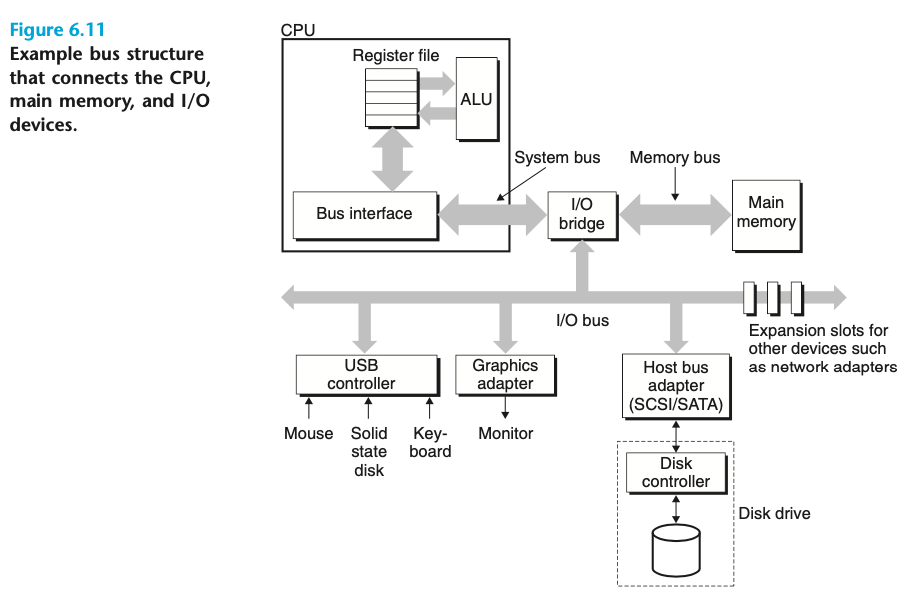 Figure 6.11
Example bus structure
that connects the CPU,
main memory, and I/O
devices.
CPU
Register file
ALU
System bus
Memory bus
Bus interface
I/O
bridge
Main
memory
I/O bus
Expansion slots for
other devices such
as network adapters
USB
controller
Graphics
adapter
Host bus
adapter
(SCSI/SATA)
Mouse
Solid
state
disk
Key-
board
Monitor
Disk
controller
Disk drive